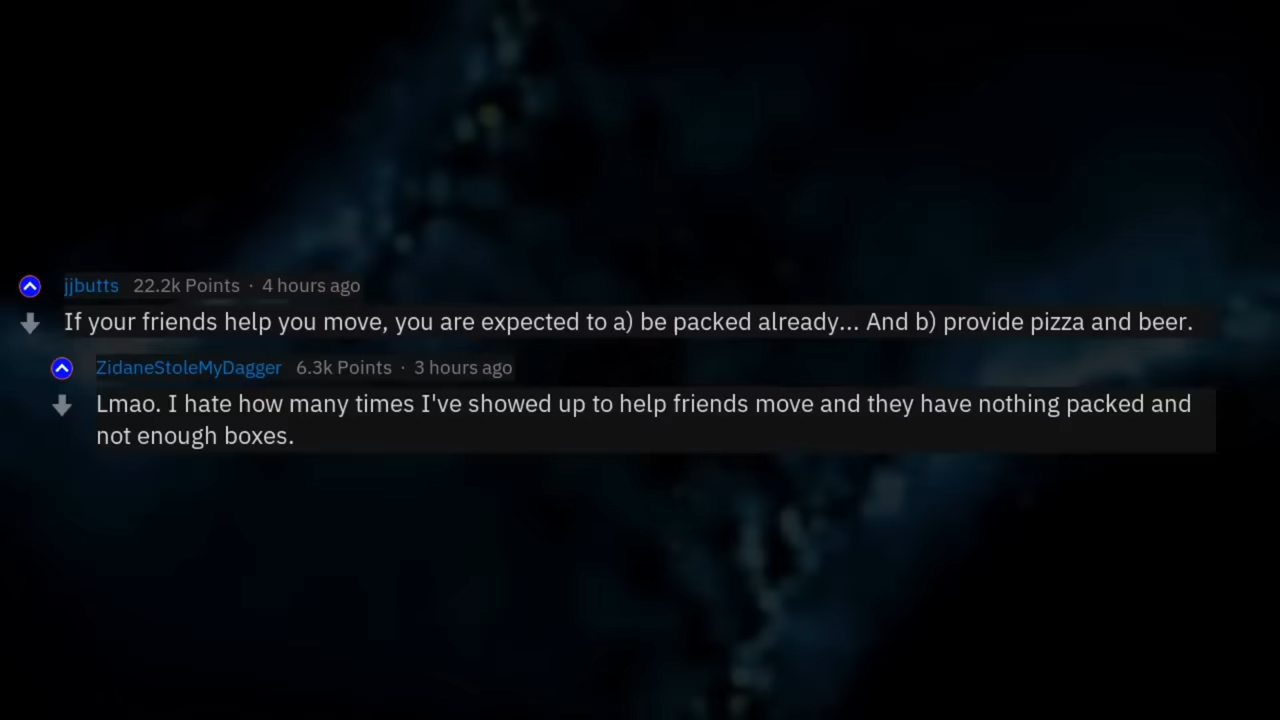 jjbutts 22.2k Points · 4 hours ago
If your friends help you move, you are expected to a) be packed already... And b) provide pizza and beer.
ZidaneStoleMyDagger 6.3k Points · 3 hours ago
Lmao. I hate how many times I've showed up to help friends move and they have nothing packed and
not enough boxes.